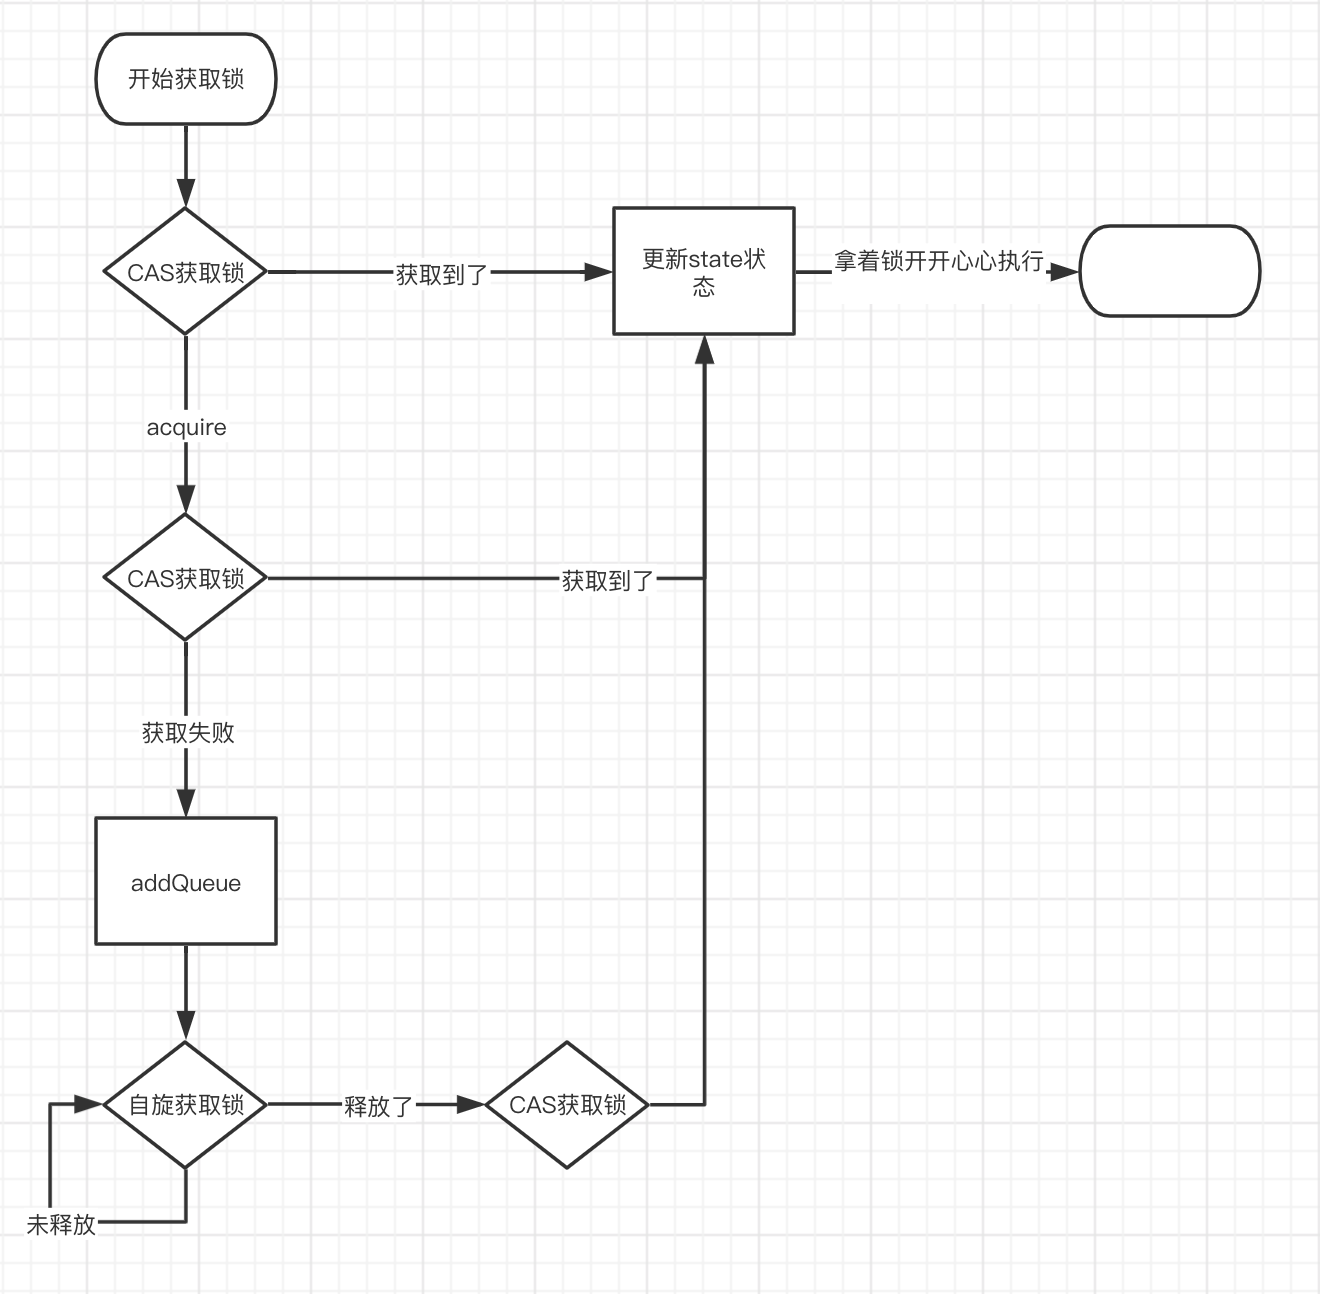 开始获取锁
CAS获取锁
获取到了
更新state状
态
拿着锁开开心心执行
acquire
CAS获取锁
获取到了
获取失败
addQueue
自旋获取锁
释放了
CAS获取锁
未释放